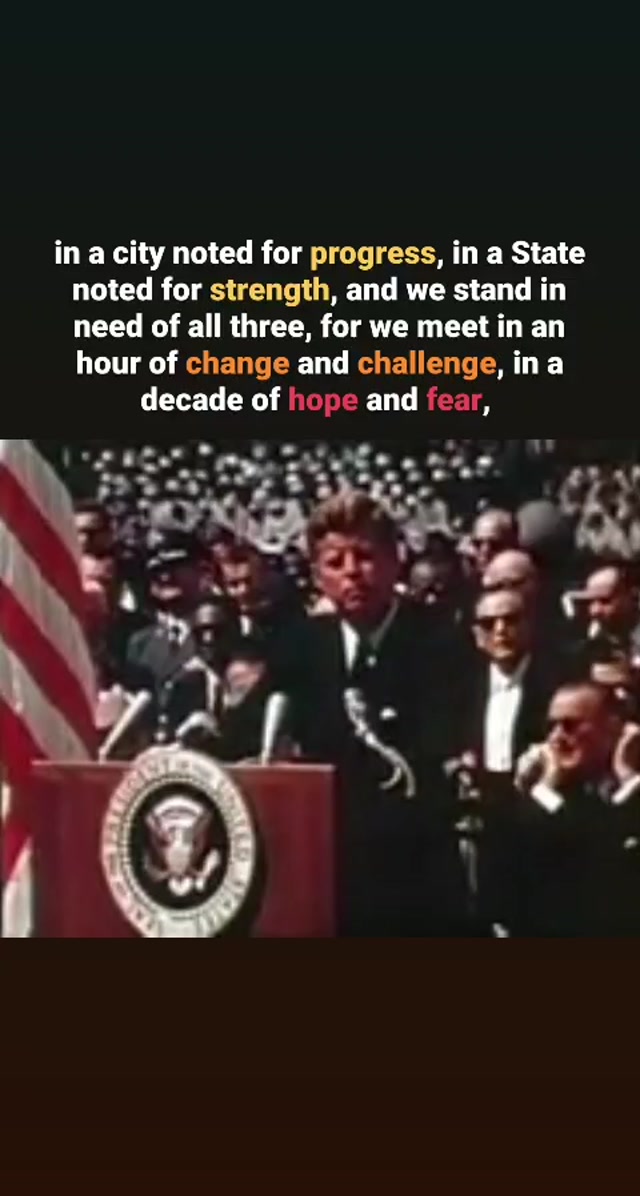 in a city noted for progress, in a State
noted for strength, and we stand in
need of all three, for we meet in an
hour of change and challenge, in a
decade of hope and fear,